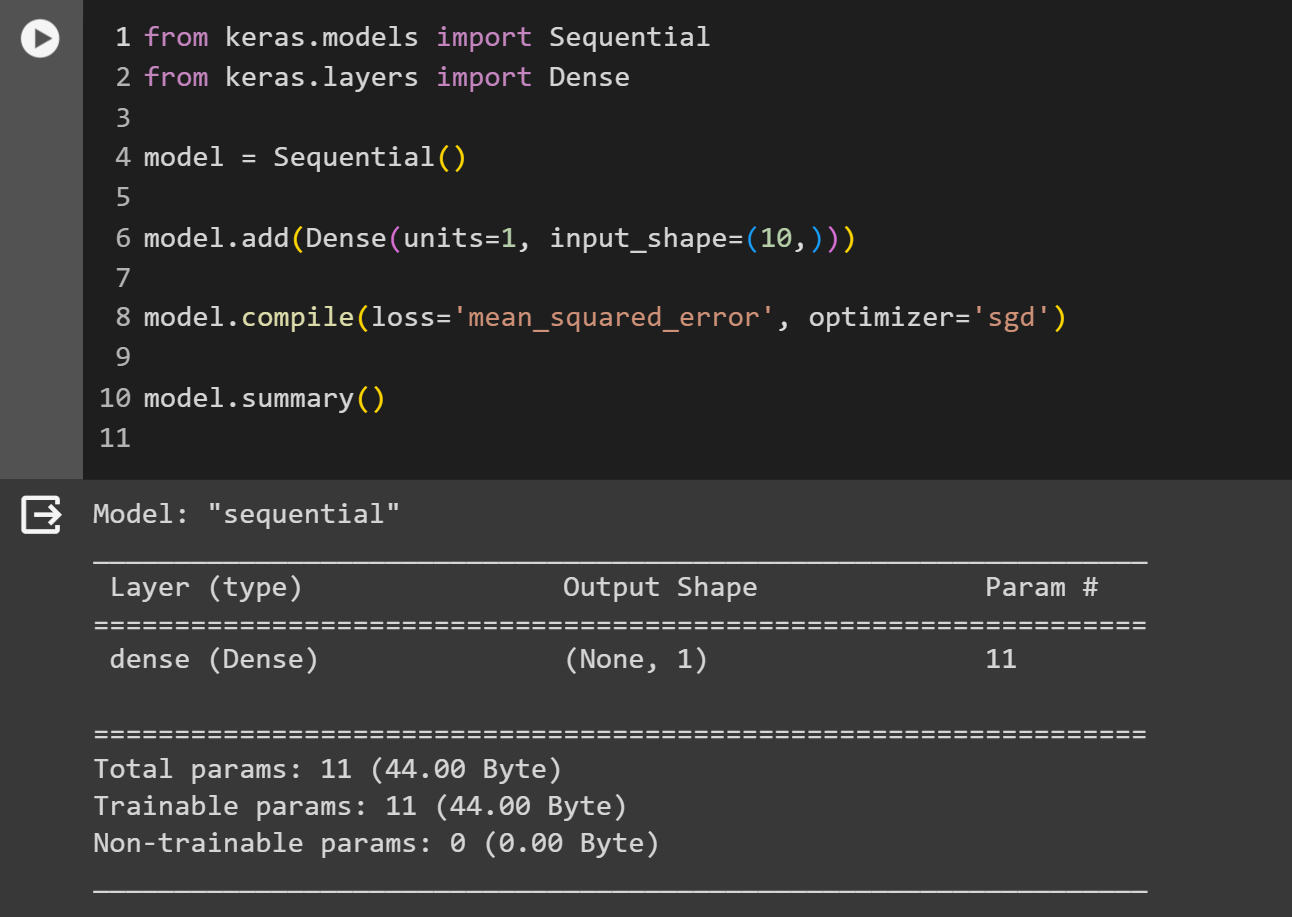 1 from keras.models import Sequential
2 from keras.layers import Dense
3
4 model = Sequential()
5
6 model.add(Dense(units=1, input_shape=(10,)))
7
8 model.compile(loss='mean_squared_error', optimizer='sgd')
9
10 model.summary()
11
Model: "sequential"
_________________________________________________________________
Layer (type) Output Shape Param #
=================================================================
dense (Dense) (None, 1) 11
=================================================================
Total params: 11 (44.00 Byte)
Trainable params: 11 (44.00 Byte)
Non-trainable params: 0 (0.00 Byte)
_________________________________________________________________